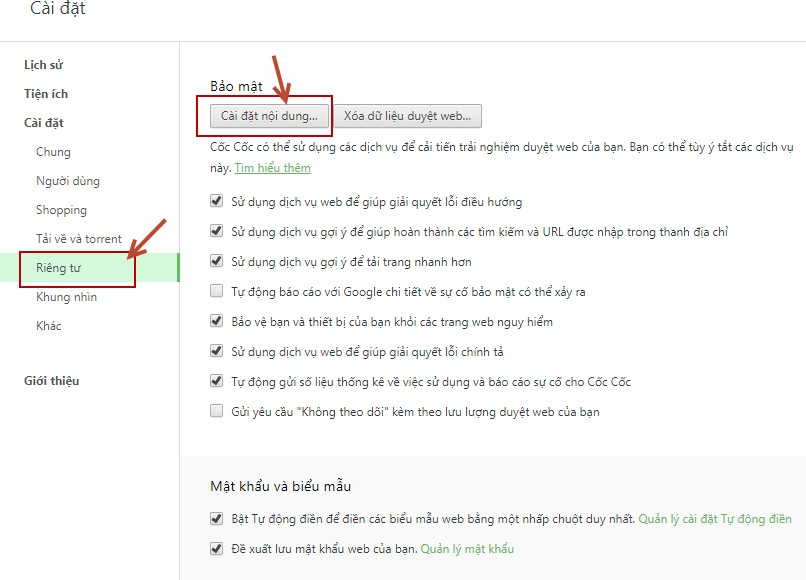 Cài đặt
Lịch sử
Tiện ích
Cài đặt
Chung
Người dùng
Shopping
Tải về và torrent
Riêng tư
Khung nhìn
Khác
Giới thiệu
Bảo mật
Cài đặt nội dung...
Xóa dữ liệu duyệt web...
Cốc Cốc có thể sử dụng các dịch vụ để cải tiến trải nghiệm duyệt web của bạn. Bạn có thể tùy ý tắt các dịch vụ
này. Tìm hiểu thêm
Sử dụng dịch vụ web để giúp giải quyết lỗi điều hướng
Sử dụng dịch vụ gợi ý để giúp hoàn thành các tìm kiếm và URL được nhập trong thanh địa chỉ
Sử dụng dịch vụ gợi ý để tải trang nhanh hơn
Tự động báo cáo với Google chi tiết về sự cố bảo mật có thể xảy ra
Bảo vệ bạn và thiết bị của bạn khỏi các trang web nguy hiểm
Sử dụng dịch vụ web để giúp giải quyết lỗi chính tả
Tự động gửi số liệu thống kê về việc sử dụng và báo cáo sự cố cho Cốc Cốc
Gửi yêu cầu "Không theo dõi" kèm theo lưu lượng duyệt web của bạn
Mật khẩu và biểu mẫu
Bật Tự động điền để điền các biểu mẫu web bằng một nhấp chuột duy nhất. Quản lý cài đặt Tự động điền
Đề xuất lưu mật khẩu web của bạn. Quản lý mật khẩu